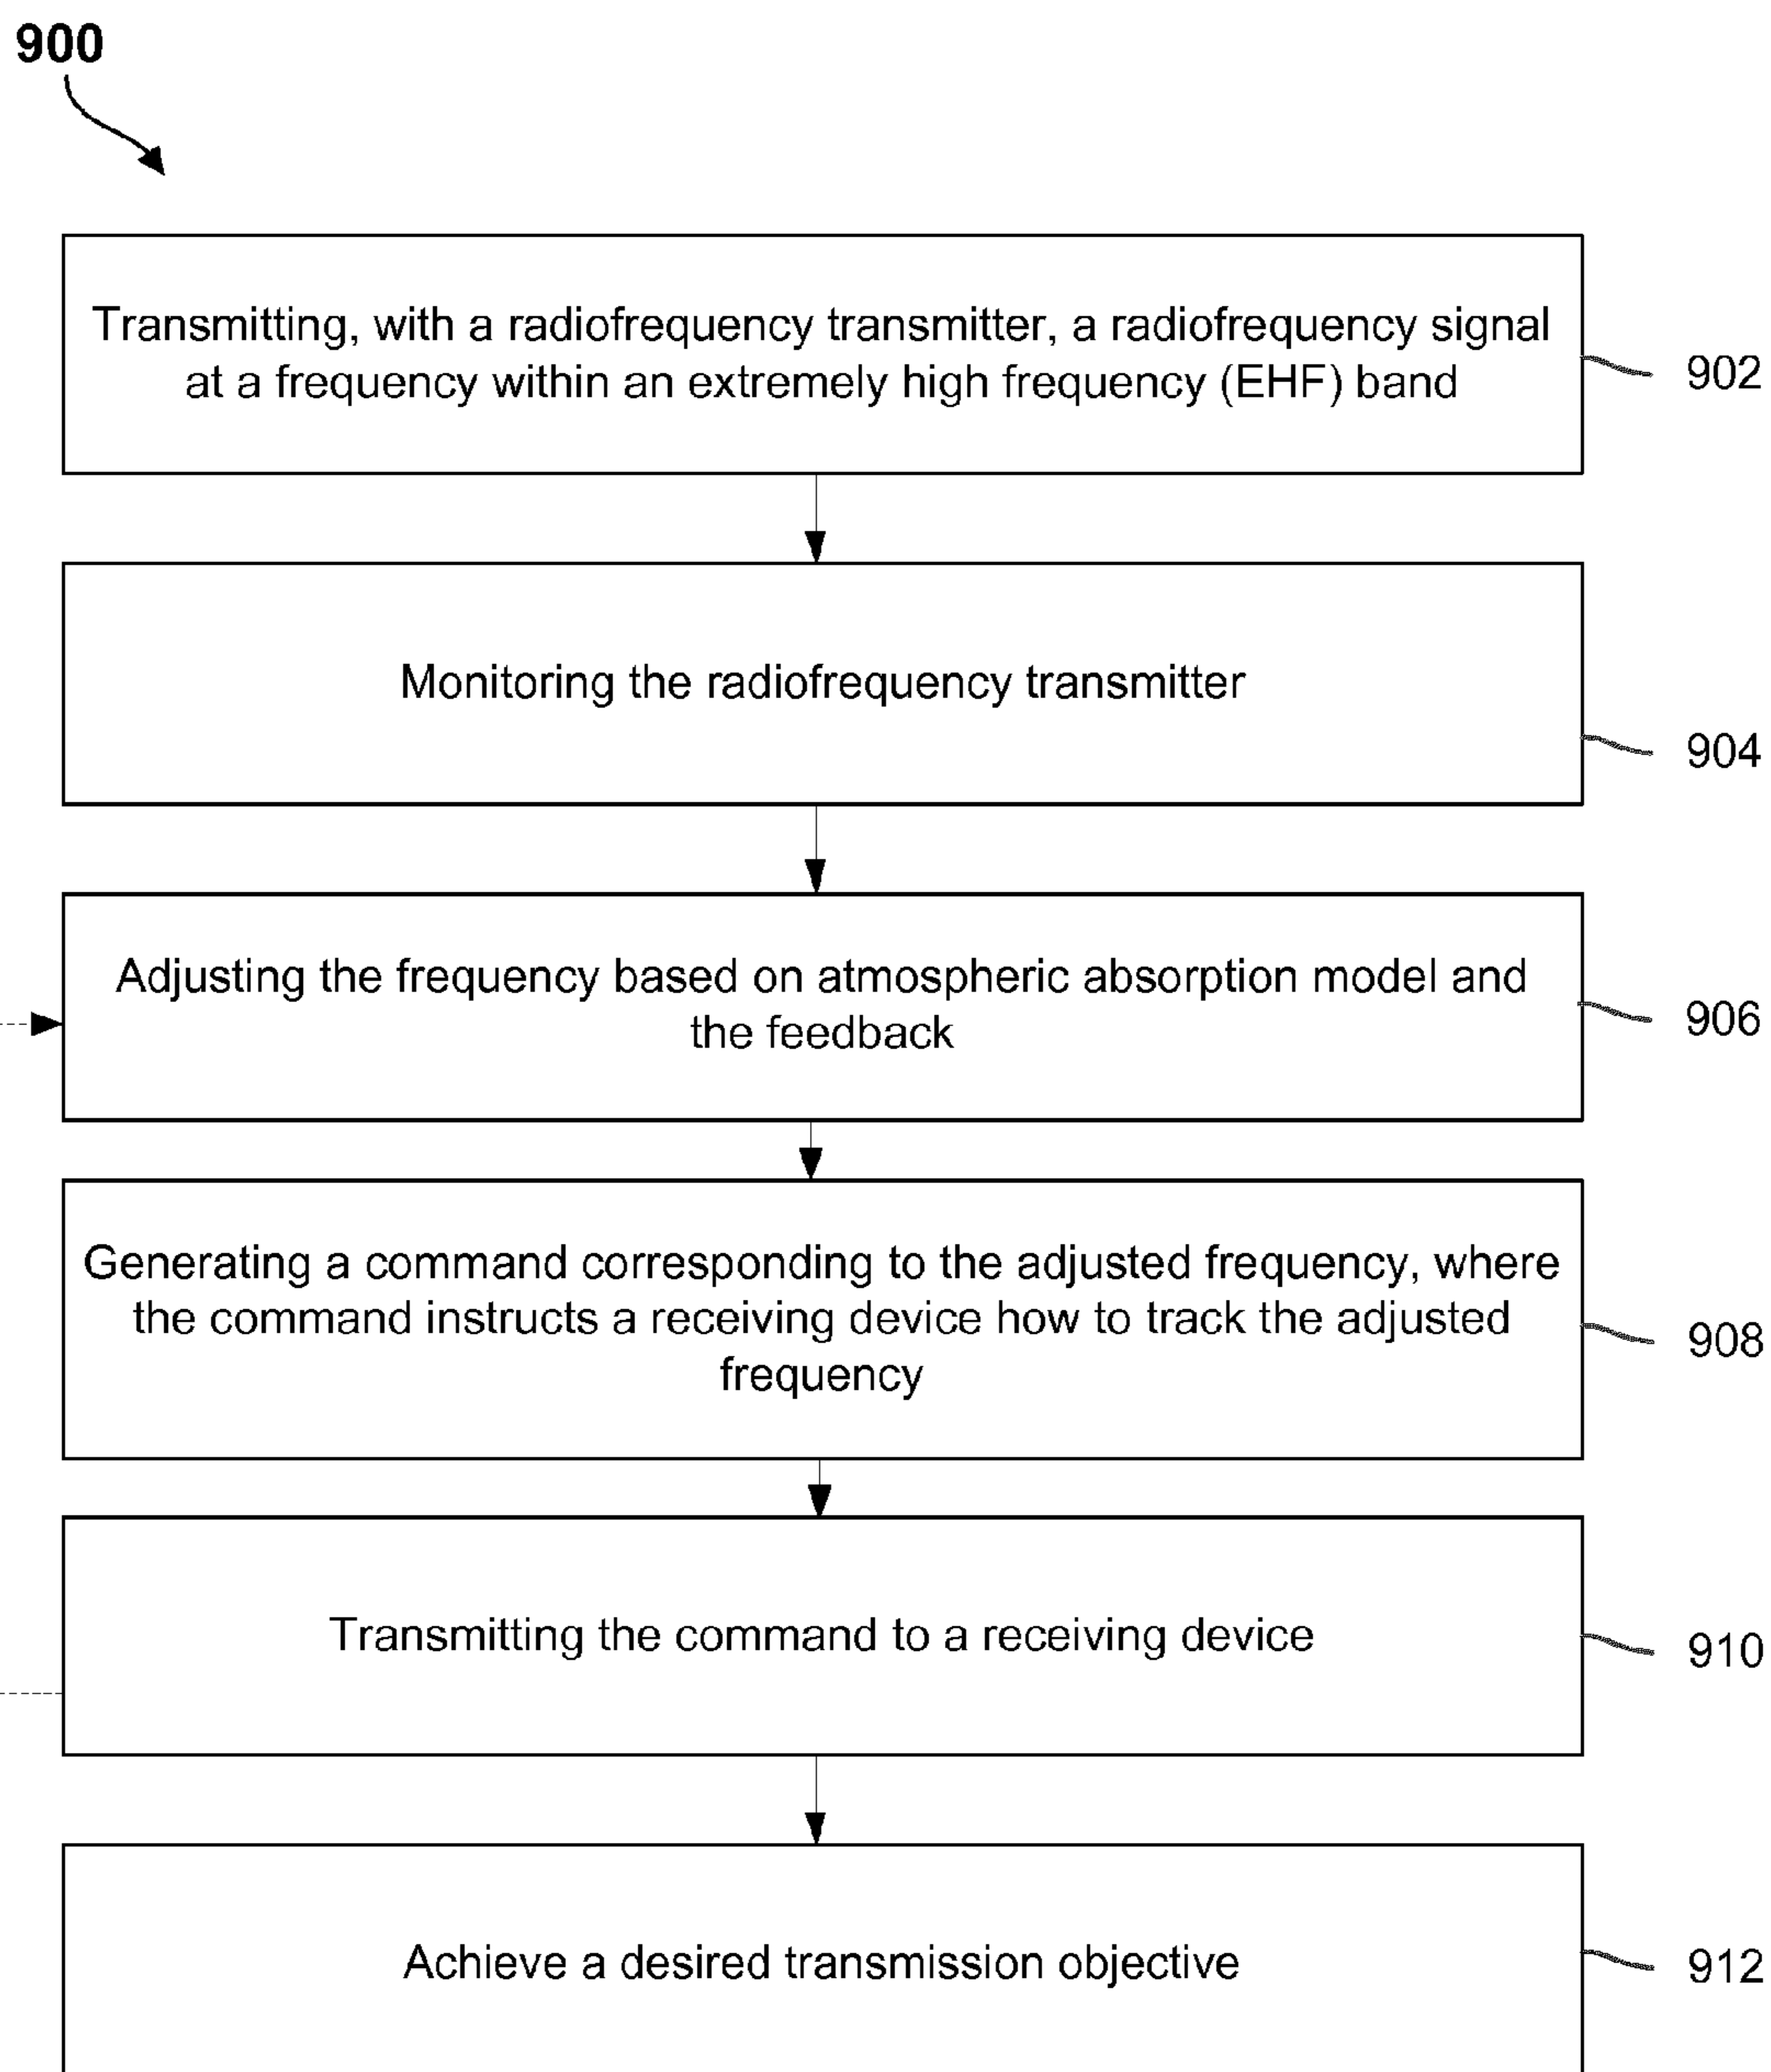 900
Transmitting, with a radiofrequency transmitter, a radiofrequency signal
at a frequency within an extremely high frequency (EHF) band
902
Monitoring the radiofrequency transmitter
904
Adjusting the frequency based on atmospheric absorption model and
the feedback
906
Generating a command corresponding to the adjusted frequency, where
the command instructs a receiving device how to track the adjusted
frequency
908
Transmitting the command to a receiving device
910
Achieve a desired transmission objective
912